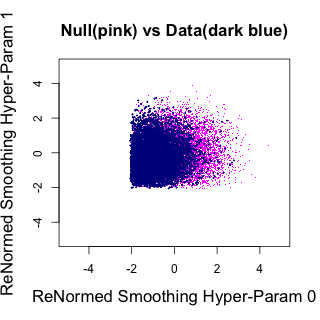 Null(pink) vs Data(dark blue)
ReNormed Smoothing Hyper-Param 1
4
2
0
-2
-4
-4 -2 0 2 4
ReNormed Smoothing Hyper-Param 0